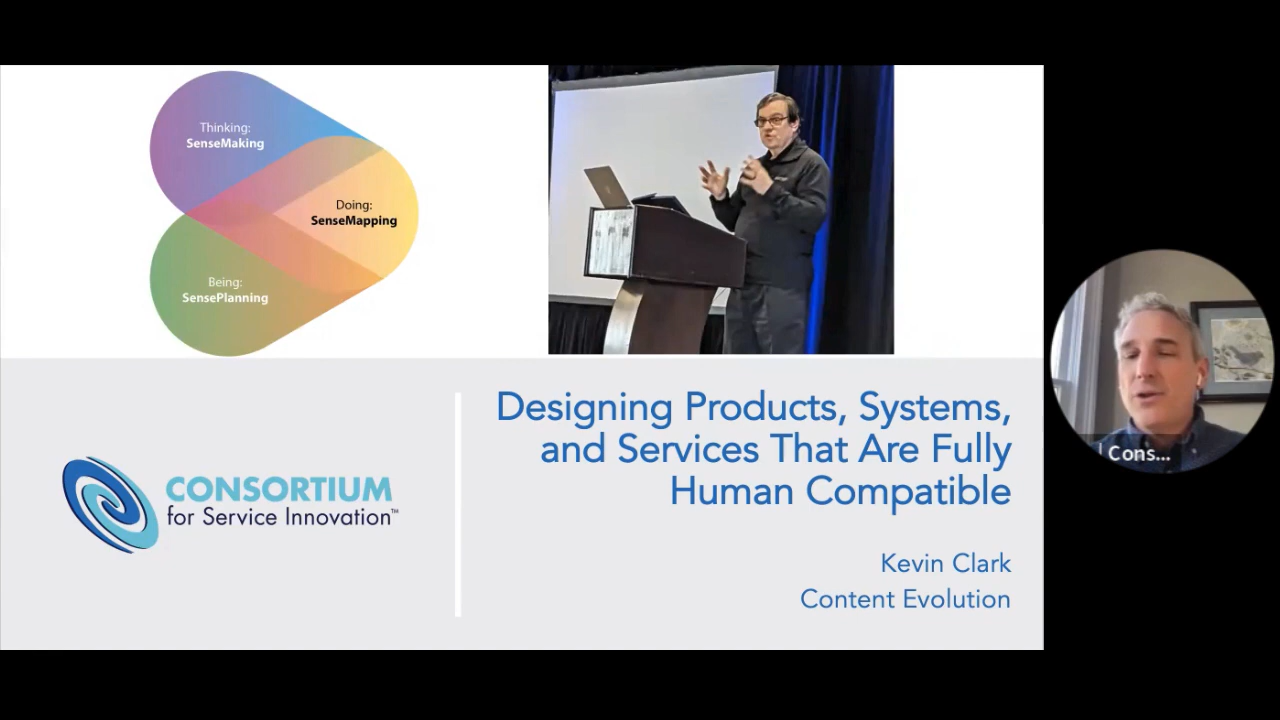 Thinking:
SenseMaking
Doing:
SenseMapping
Being:
SensePlanning
CONSORTIUM
for Service Innovation™
Designing Products, Systems,
and Services That Are Fully
Human Compatible
Kevin Clark
Content Evolution
| Cons...